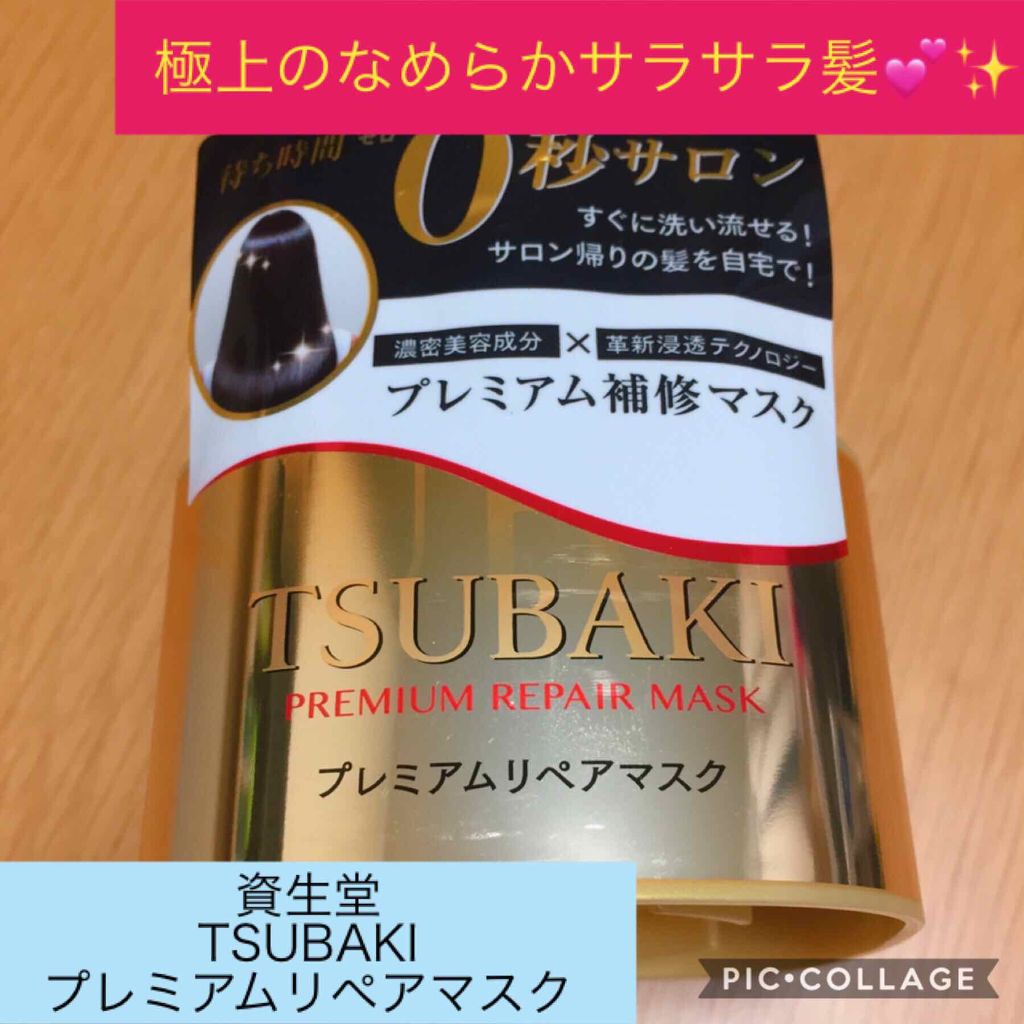 極上のなめらかサラサラ髪💕✨
待ち時間 ゼロ
0秒サロン
すぐに洗い流せる!
サロン帰りの髪を自宅で!
濃密美容成分×革新浸透テクノロジー
プレミアム補修マスク
TSUBAKI
PREMIUM REPAIR MASK
プレミアムリペアマスク
資生堂
TSUBAKI
プレミアムリペアマスク
PIC•COLLAGE